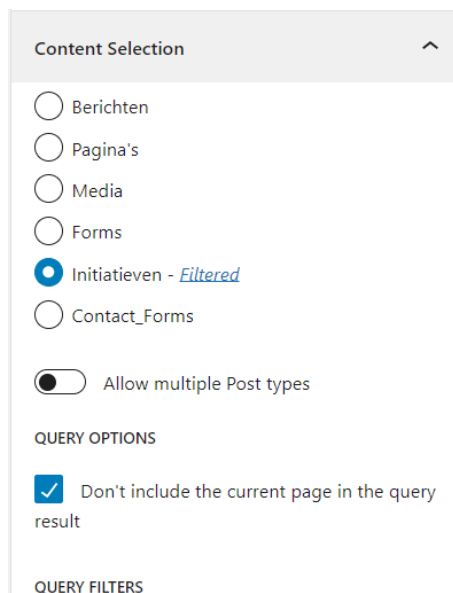 Content Selection
Berichten
Pagina's
Media
Forms
Initiatieven - Filtered
Contact_Forms
Allow multiple Post types
QUERY OPTIONS
Don't include the current page in the query
result
QUERY FILTERS